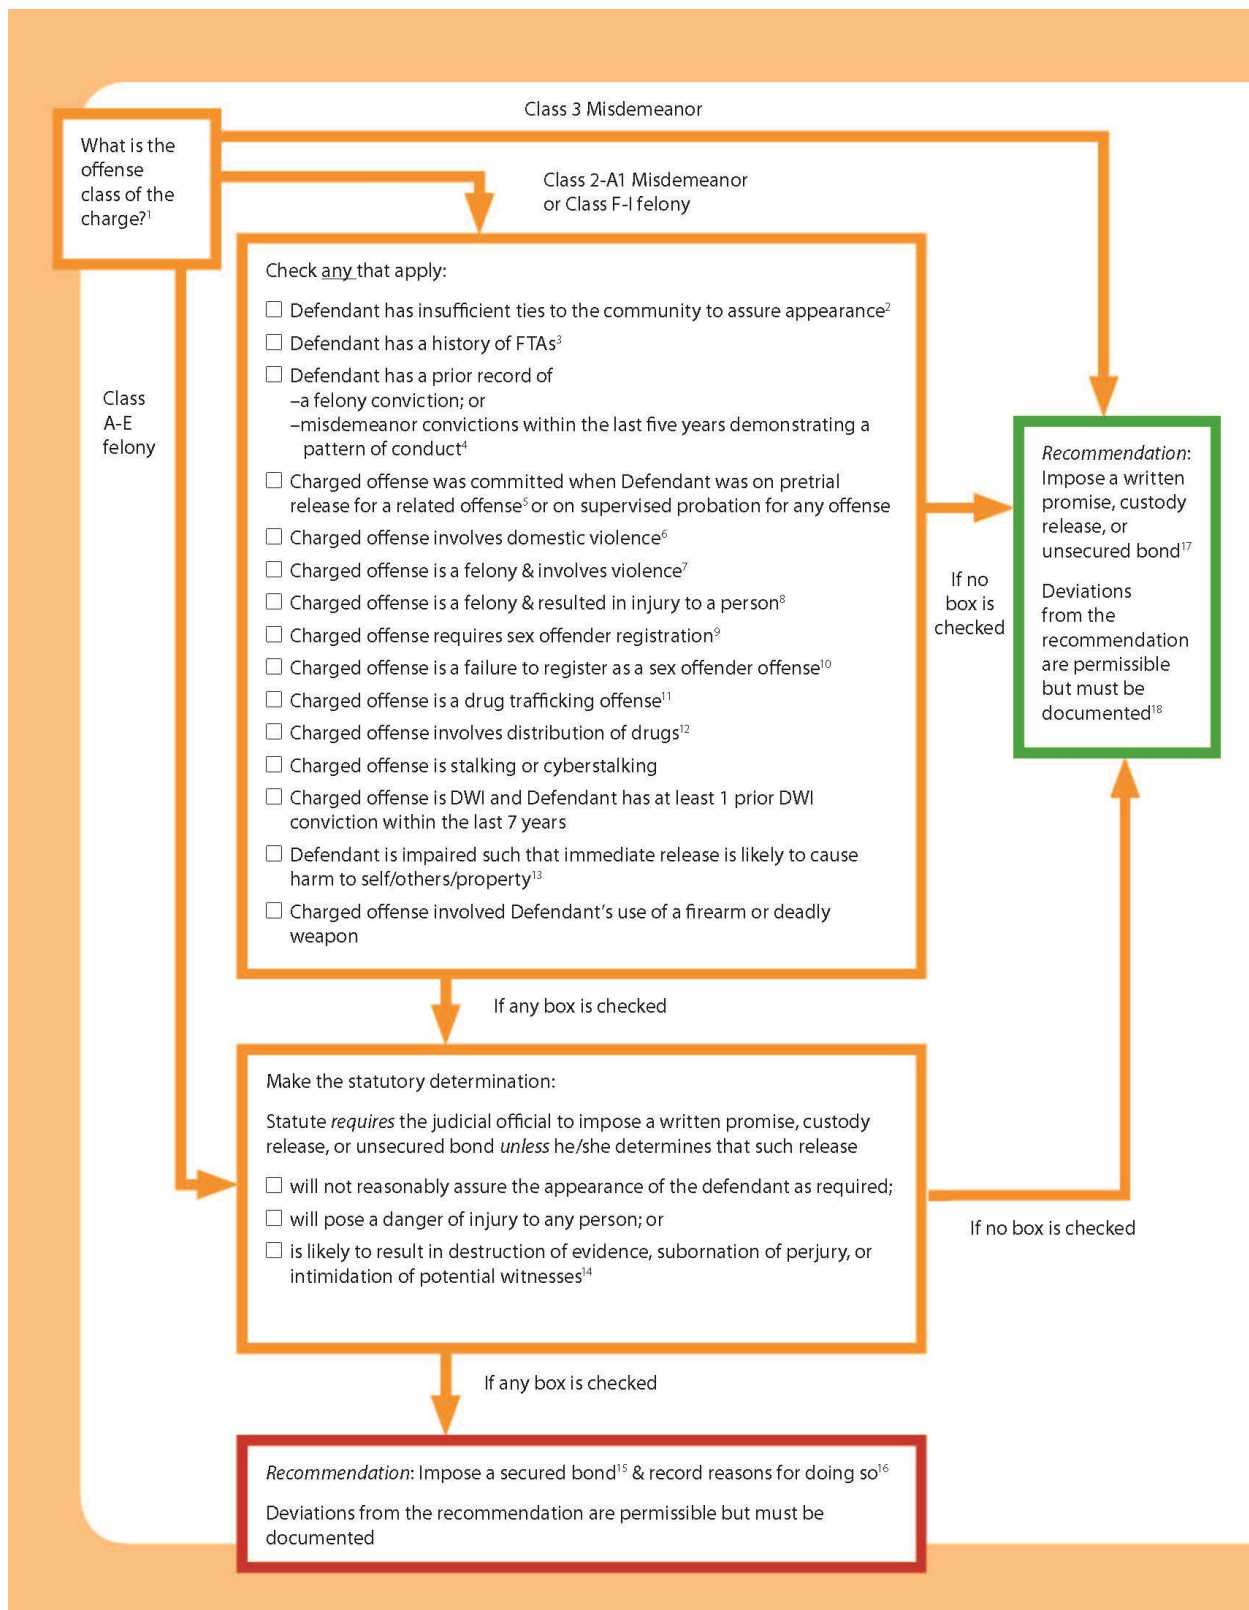 Class 3 Misdemeanor
What is the
offense
class of the
charge?¹
Class 2-A1 Misdemeanor
or Class F-I felony
Check any that apply:
☐ Defendant has insufficient ties to the community to assure appearance²
☐ Defendant has a history of FTAs³
☐ Defendant has a prior record of
–a felony conviction; or
–misdemeanor convictions within the last five years demonstrating a
pattern of conduct⁴
☐ Charged offense was committed when Defendant was on pretrial
release for a related offense⁵ or on supervised probation for any offense
☐ Charged offense involves domestic violence⁶
☐ Charged offense is a felony & involves violence⁷
☐ Charged offense is a felony & resulted in injury to a person⁸
☐ Charged offense requires sex offender registration⁹
☐ Charged offense is a failure to register as a sex offender offense¹⁰
☐ Charged offense is a drug trafficking offense¹¹
☐ Charged offense involves distribution of drugs¹²
☐ Charged offense is stalking or cyberstalking
☐ Charged offense is DWI and Defendant has at least 1 prior DWI
conviction within the last 7 years
☐ Defendant is impaired such that immediate release is likely to cause
harm to self/others/property¹³
☐ Charged offense involved Defendant's use of a firearm or deadly
weapon
Class
A-E
felony
If no
box is
checked
Recommendation:
Impose a written
promise, custody
release, or
unsecured bond¹⁷
Deviations
from the
recommendation
are permissible
but must be
documented¹⁸
If any box is checked
Make the statutory determination:
Statute requires the judicial official to impose a written promise, custody
release, or unsecured bond unless he/she determines that such release
☐ will not reasonably assure the appearance of the defendant as required;
☐ will pose a danger of injury to any person; or
☐ is likely to result in destruction of evidence, subornation of perjury, or
intimidation of potential witnesses¹⁴
If no box is checked
If any box is checked
Recommendation: Impose a secured bond¹⁵ & record reasons for doing so¹⁶
Deviations from the recommendation are permissible but must be
documented